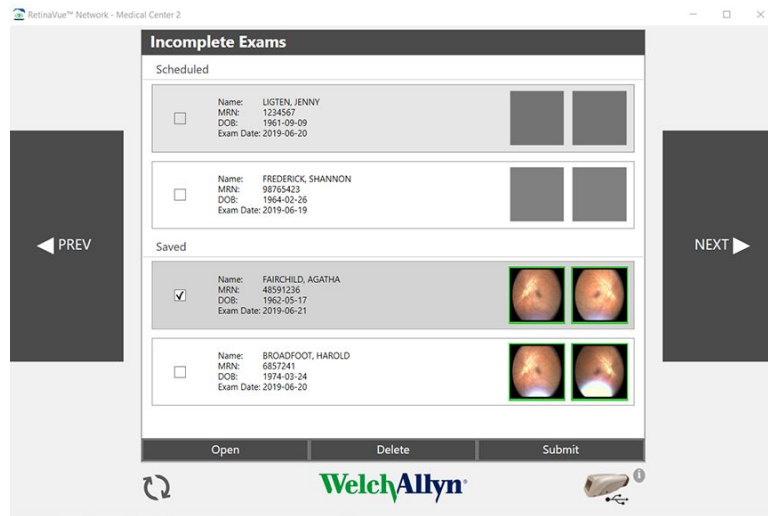 RetinaVue™ Network - Medical Center 2
Incomplete Exams
Scheduled
Name: LIGTEN, JENNY
MRN: 1234567
DOB: 1961-09-09
Exam Date: 2019-06-20
Name: FREDERICK, SHANNON
MRN: 98765423
DOB: 1964-02-26
Exam Date: 2019-06-19
PREV
NEXT
Saved
Name: FAIRCHILD, AGATHA
MRN: 48591236
DOB: 1962-05-17
Exam Date: 2019-06-21
Name: BROADFOOT, HAROLD
MRN: 6857241
DOB: 1974-03-24
Exam Date: 2019-06-20
Open Delete Submit
WelchAllyn®
i